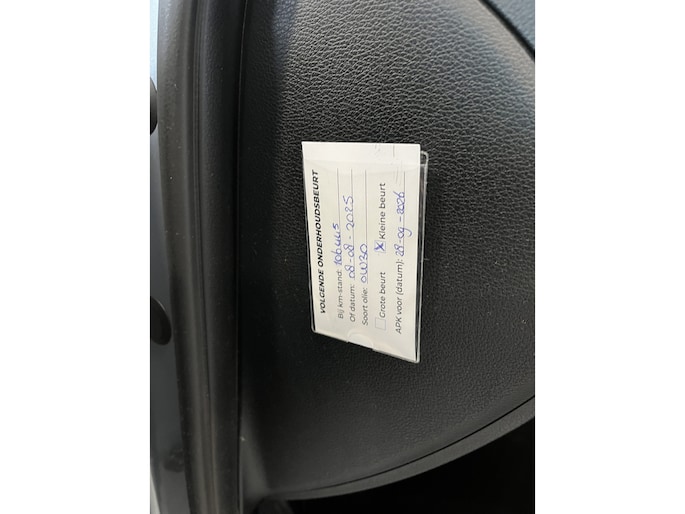 VOLGENDE ONDERHOUDSBEURT
Bij km-stand: 106445
Of datum: 08-08-2025
Soort olie: 0W30
Grote beurt x Kleine beurt
APK voor (datum): 28-09-2026